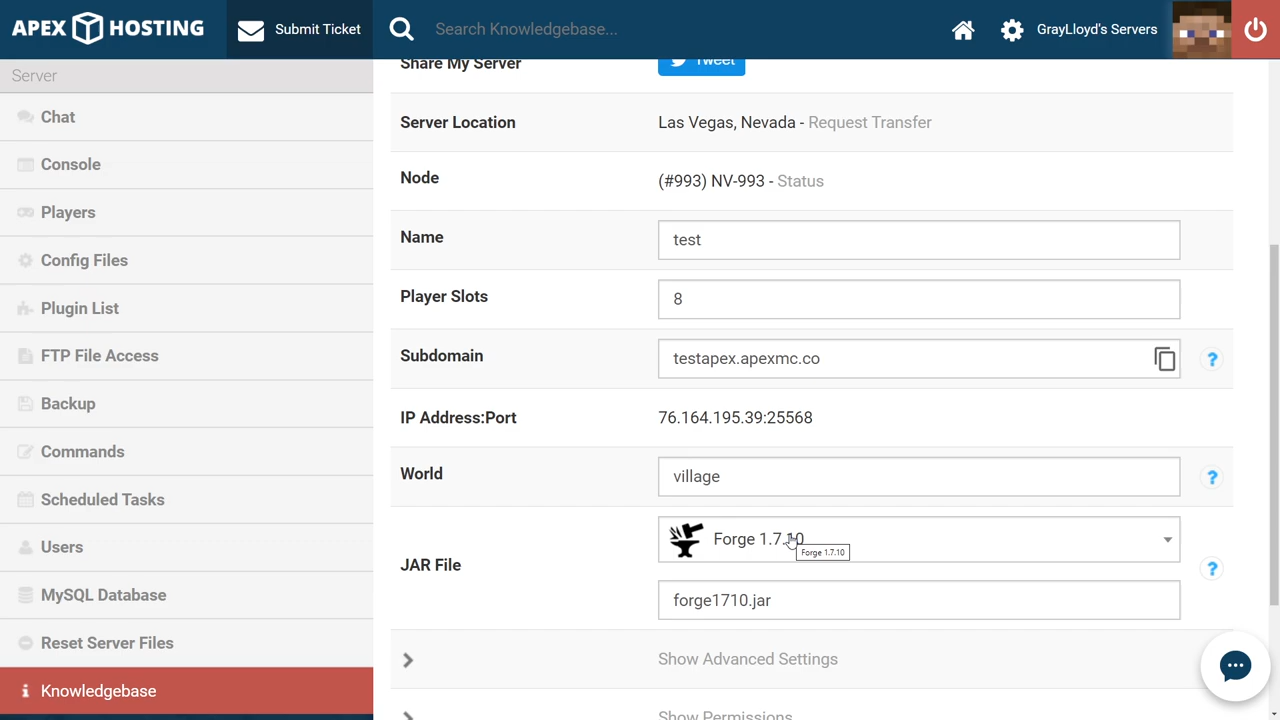 APEX HOSTING
Submit Ticket
Search Knowledgebase...
GrayLloyd's Servers
Server
Chat
Console
Players
Config Files
Plugin List
FTP File Access
Backup
Commands
Scheduled Tasks
Users
MySQL Database
Reset Server Files
Knowledgebase
Share My Server
Tweet
Server Location
Las Vegas, Nevada - Request Transfer
Node
(#993) NV-993 - Status
Name
test
Player Slots
8
Subdomain
testapex.apexmc.co
?
IP Address:Port
76.164.195.39:25568
World
village
?
JAR File
Forge 1.7.10
Forge 1.7.10
?
forge1710.jar
Show Advanced Settings
Show Permissions